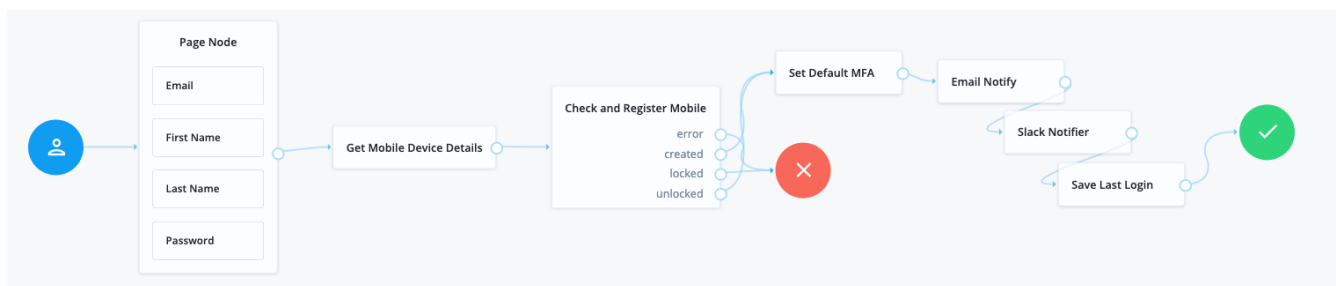 Page Node
Email
First Name
Last Name
Password
Get Mobile Device Details
Check and Register Mobile
error
created
locked
unlocked
Set Default MFA
Email Notify
Slack Notifier
Save Last Login